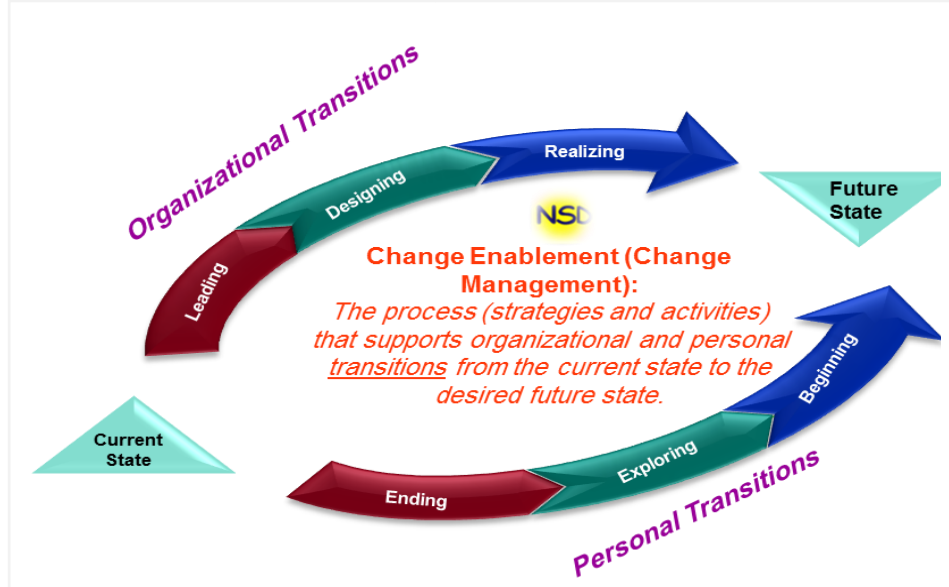 Organizational Transitions
Leading
Designing
Realizing
Future
State
NSD
Change Enablement (Change
Management):
The process (strategies and activities)
that supports organizational and personal
transitions from the current state to the
desired future state.
Current
State
Ending
Exploring
Beginning
Personal Transitions